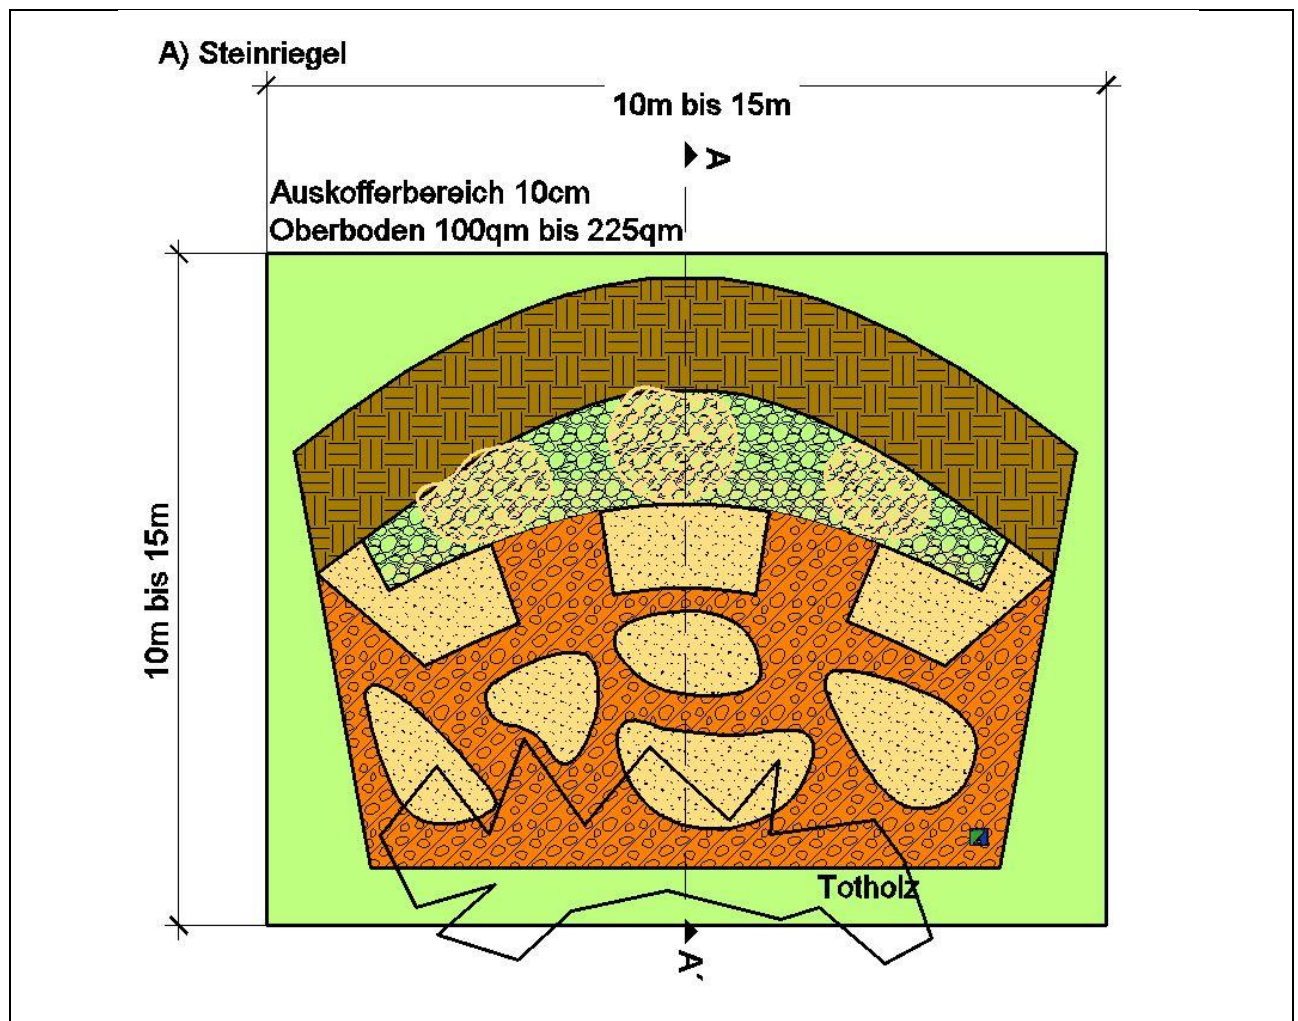 A) Steinriegel
10m bis 15m
A
Auskofferbereich 10cm
Oberboden 100qm bis 225qm
10m bis 15m
Totholz
A´